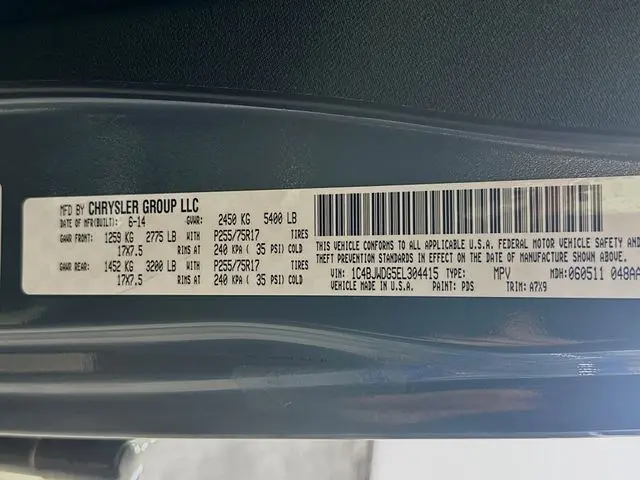 MFD BY CHRYSLER GROUP LLC
DATE OF MFR(BUILT): 6-14 GVWR: 2450 KG 5400 LB
GAWR FRONT: 1259 KG 2775 LB WITH P255/75R17 TIRES
17X7.5 RIMS AT 240 KPA ( 35 PSI) COLD
GAWR REAR: 1452 KG 3200 LB WITH P255/75R17 TIRES
17X7.5 RIMS AT 240 KPA ( 35 PSI) COLD
THIS VEHICLE CONFORMS TO ALL APPLICABLE U.S.A. FEDERAL MOTOR VEHICLE SAFETY AND
THEFT PREVENTION STANDARDS IN EFFECT ON THE DATE OF MANUFACTURE SHOWN ABOVE.
VIN: 1C4BJWDG5EL304415 TYPE: MPV MDH: 060511 048AA
VEHICLE MADE IN U.S.A. PAINT: PDS TRIM: A7X9